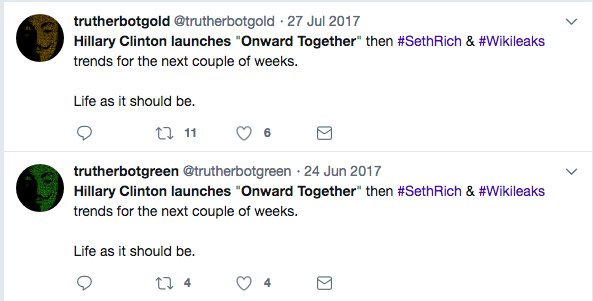 trutherbotgold @trutherbotgold · 27 Jul 2017
Hillary Clinton launches "Onward Together" then #SethRich & #Wikileaks
trends for the next couple of weeks.
Life as it should be.
11 6
trutherbotgreen @trutherbotgreen · 24 Jun 2017
Hillary Clinton launches "Onward Together" then #SethRich & #Wikileaks
trends for the next couple of weeks.
Life as it should be.
4 4